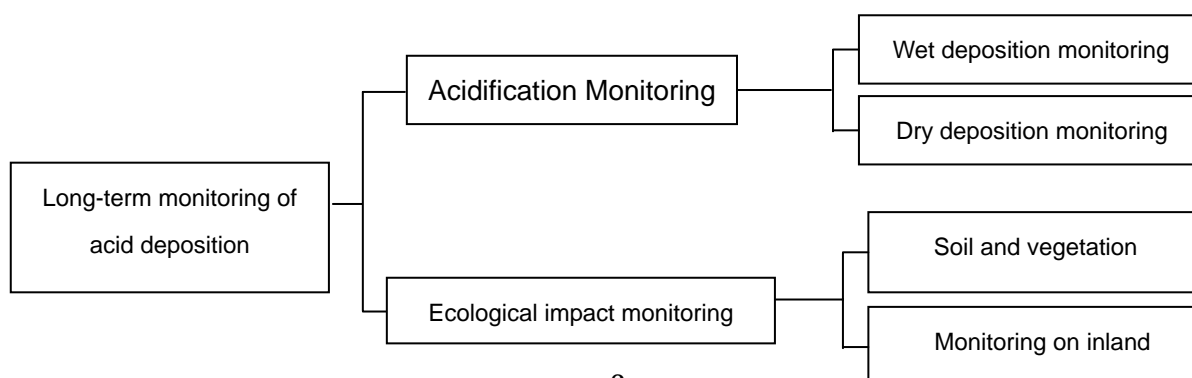 Wet deposition monitoring
Acidification Monitoring
Dry deposition monitoring
Long-term monitoring of
acid deposition
Soil and vegetation
Ecological impact monitoring
Monitoring on inland